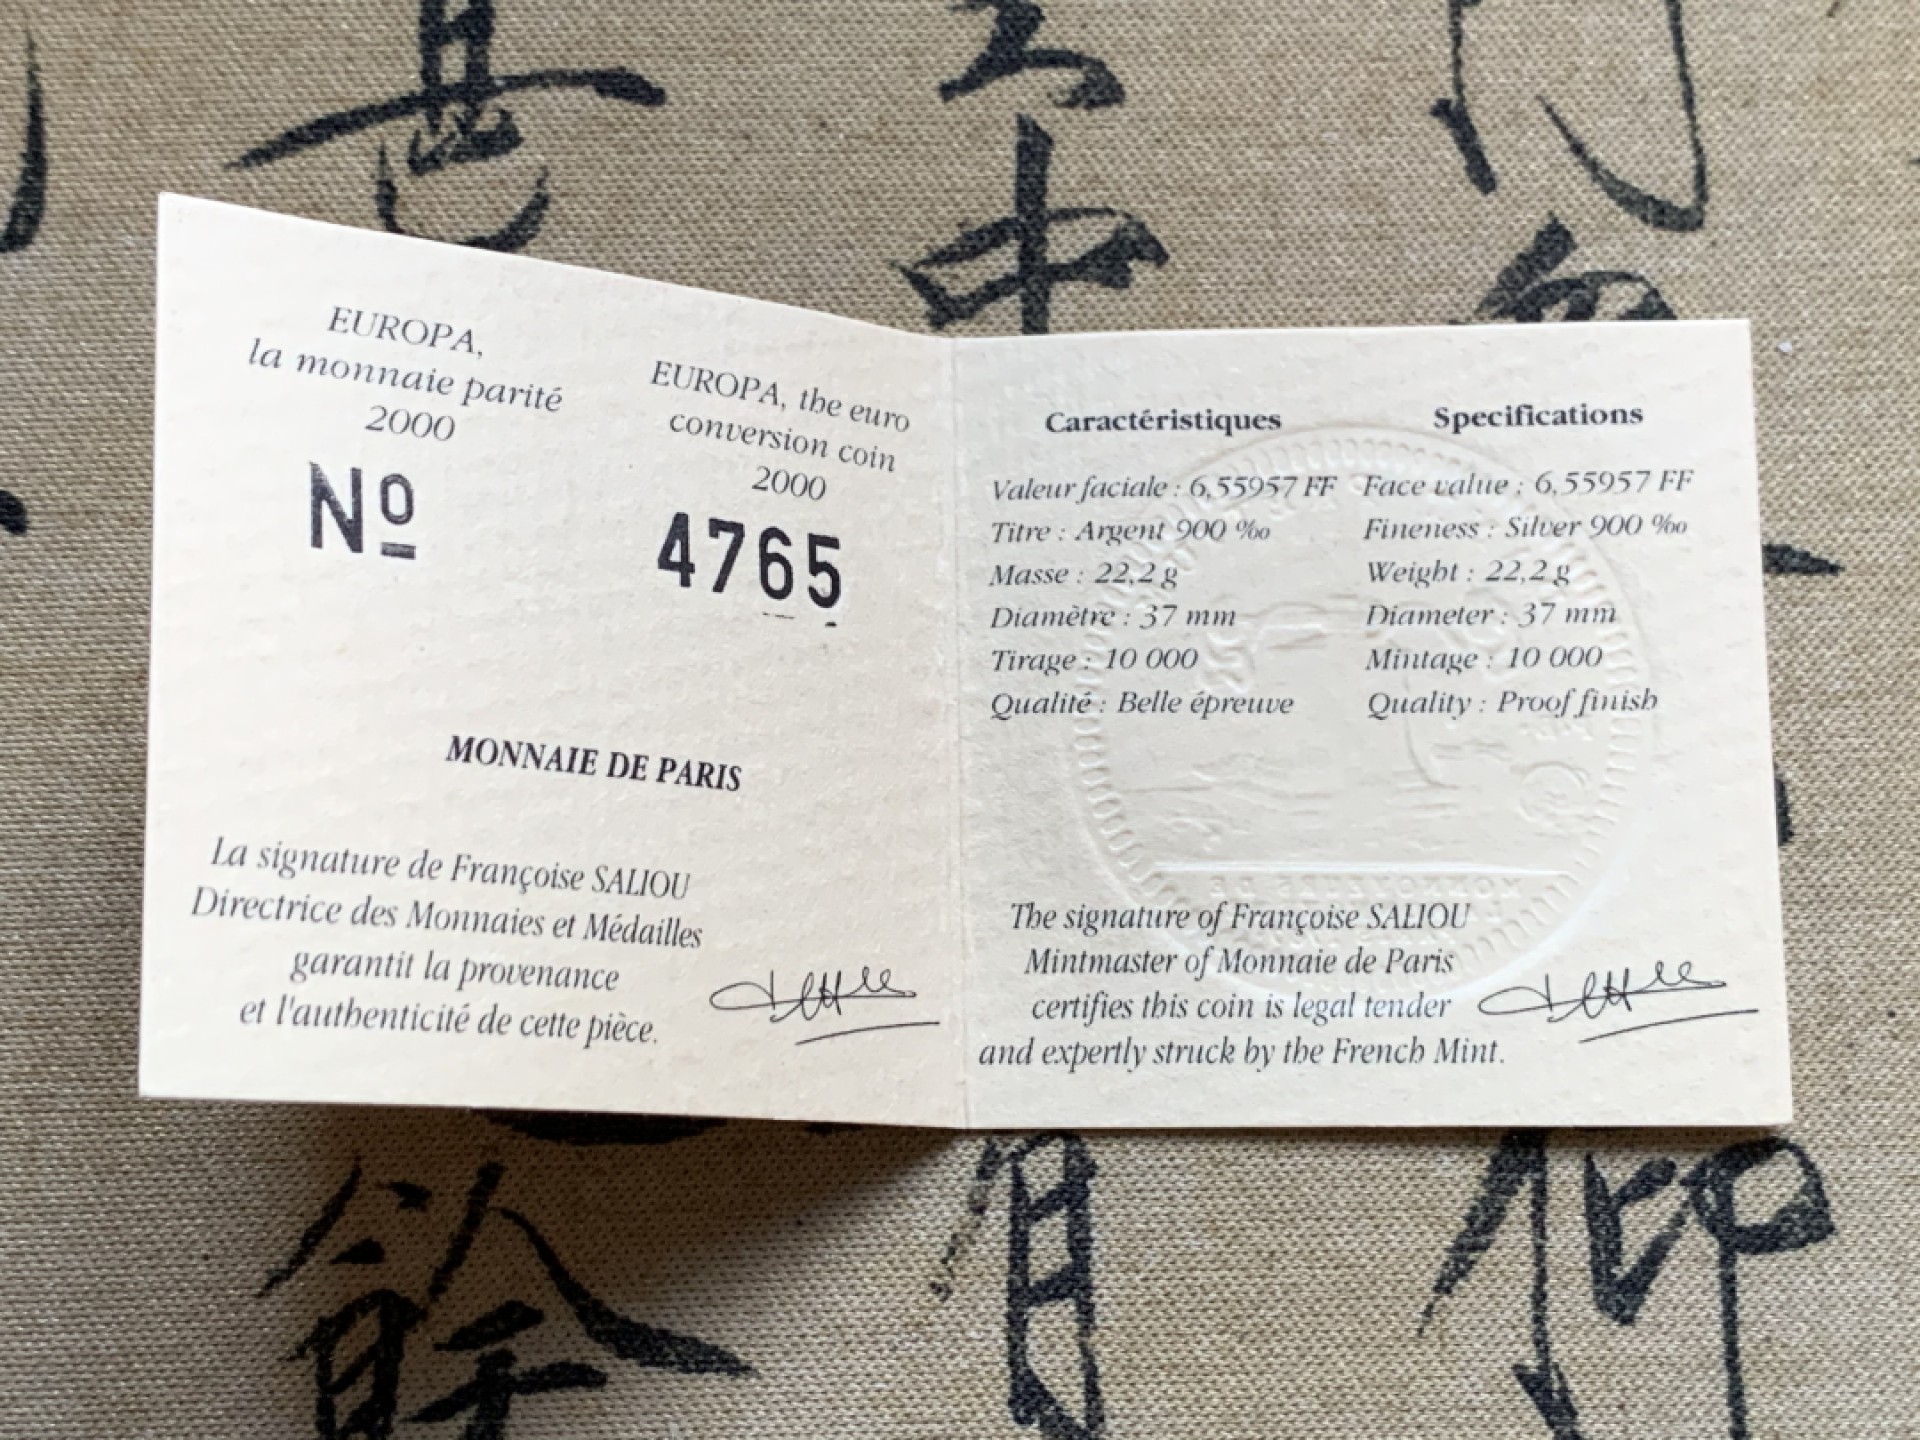 EUROPA,
la monnaie parité
2000
EUROPA, the euro
conversion coin
2000
Nº
4765
MONNAIE DE PARIS
La signature de Françoise SALIOU
Directrice des Monnaies et Médailles
garantit la provenance
et l'authenticité de cette pièce.
Caractéristiques
Valeur faciale : 6,55957 FF
Titre : Argent 900 ‰
Masse : 22,2 g
Diamètre : 37 mm
Tirage : 10 000
Qualité : Belle épreuve
Specifications
Face value : 6,55957 FF
Fineness : Silver 900 ‰
Weight : 22,2 g
Diameter : 37 mm
Mintage : 10 000
Quality : Proof finish
The signature of Françoise SALIOU
Mintmaster of Monnaie de Paris
certifies this coin is legal tender
and expertly struck by the French Mint.